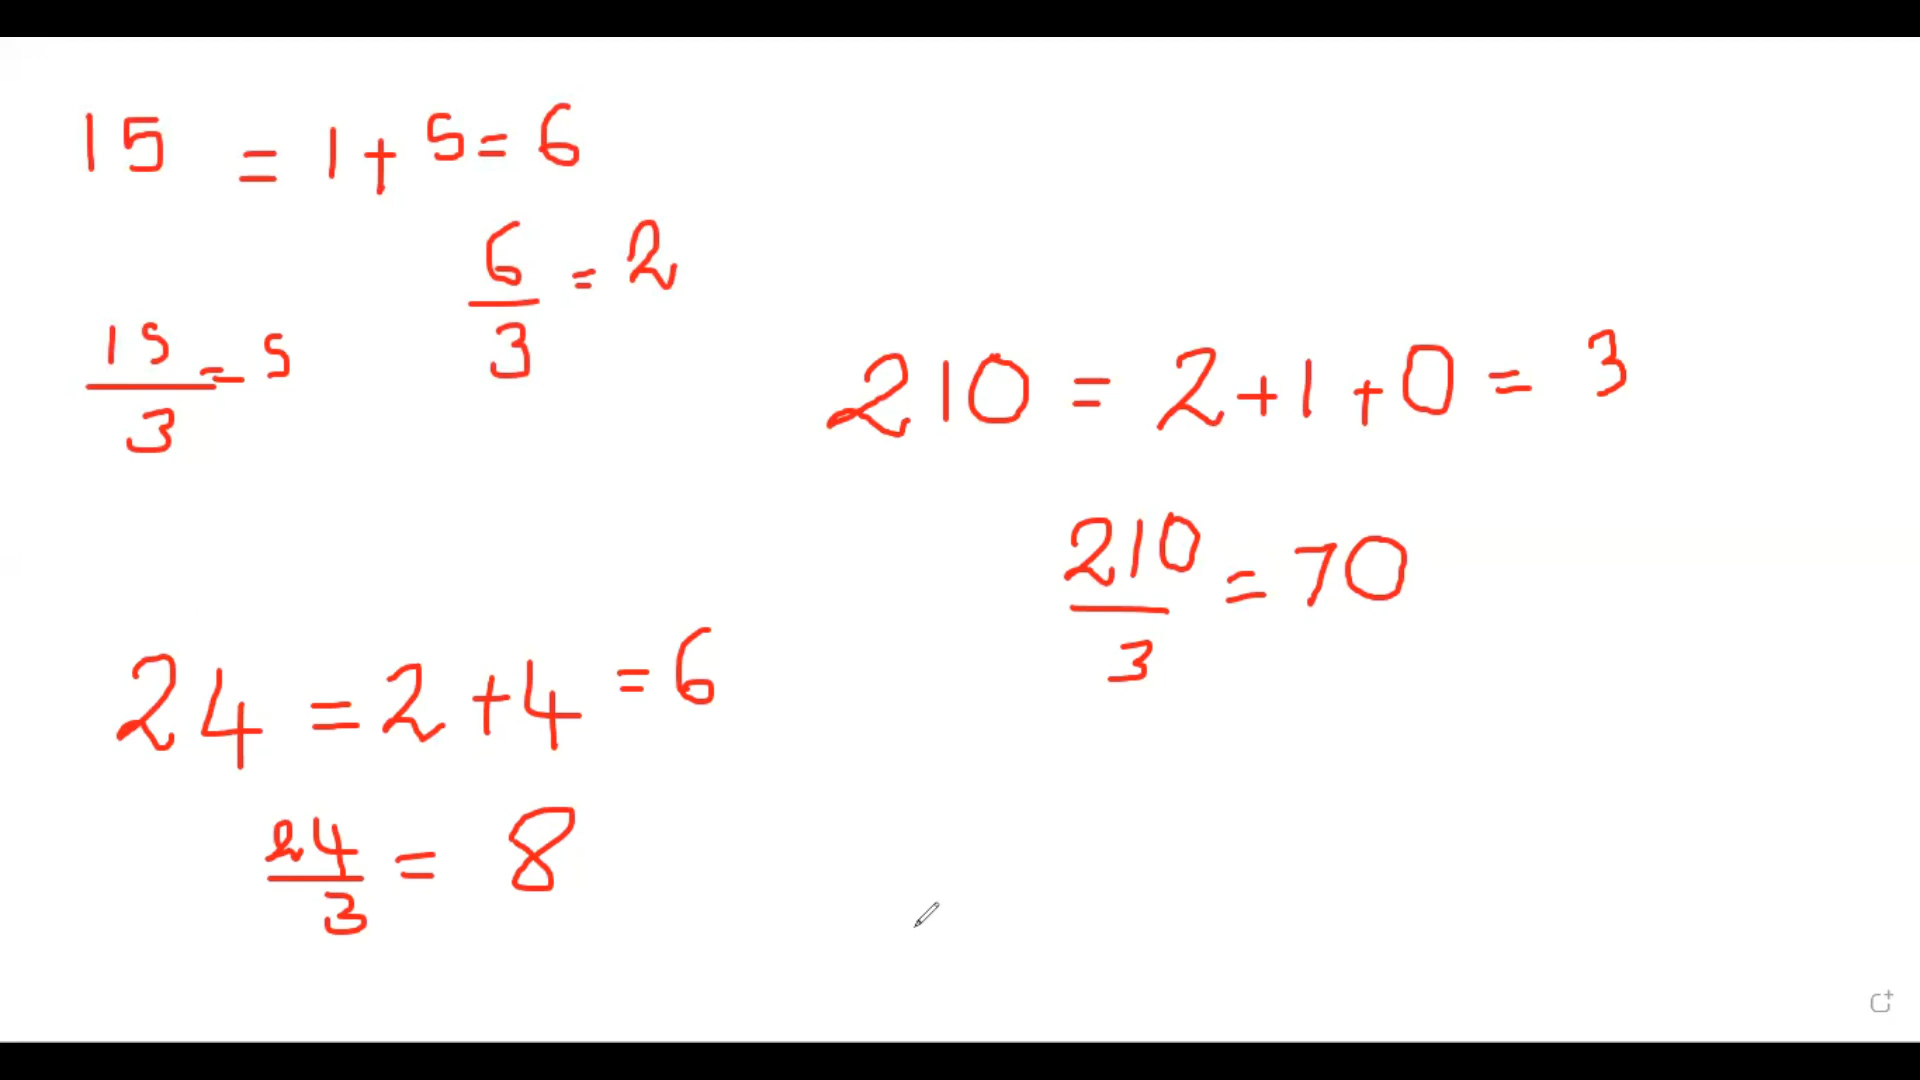 15 = 1 + 5 = 6
6/3 = 2
15/3 = 5
210 = 2 + 1 + 0 = 3
210/3 = 70
24 = 2 + 4 = 6
24/3 = 8